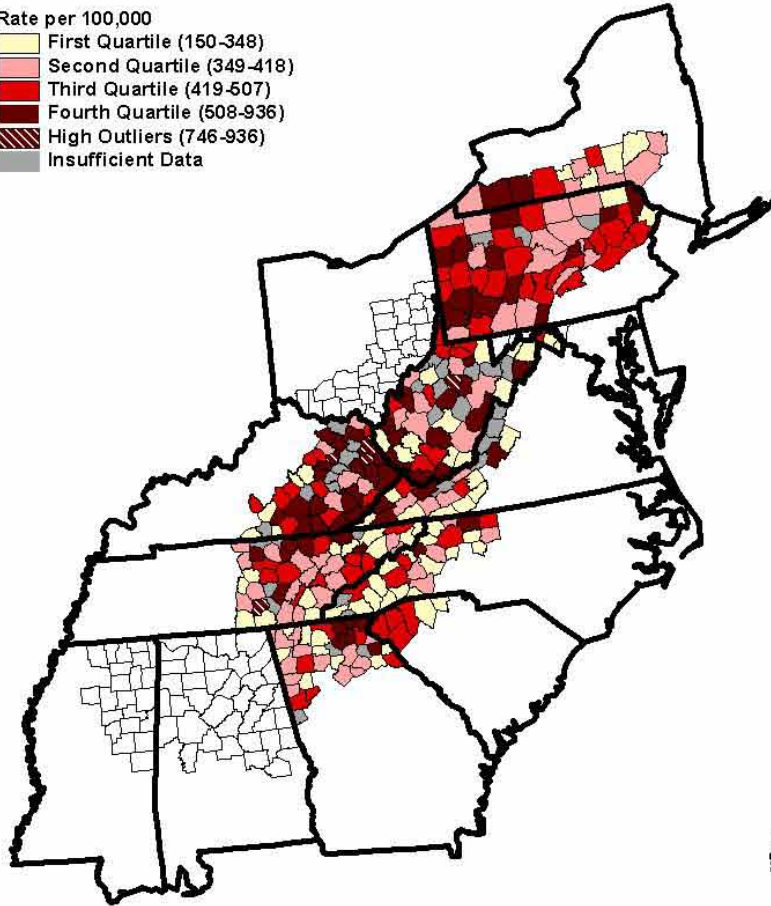 Rate per 100,000
First Quartile (150-348)
Second Quartile (349-418)
Third Quartile (419-507)
Fourth Quartile (508-936)
High Outliers (746-936)
Insufficient Data